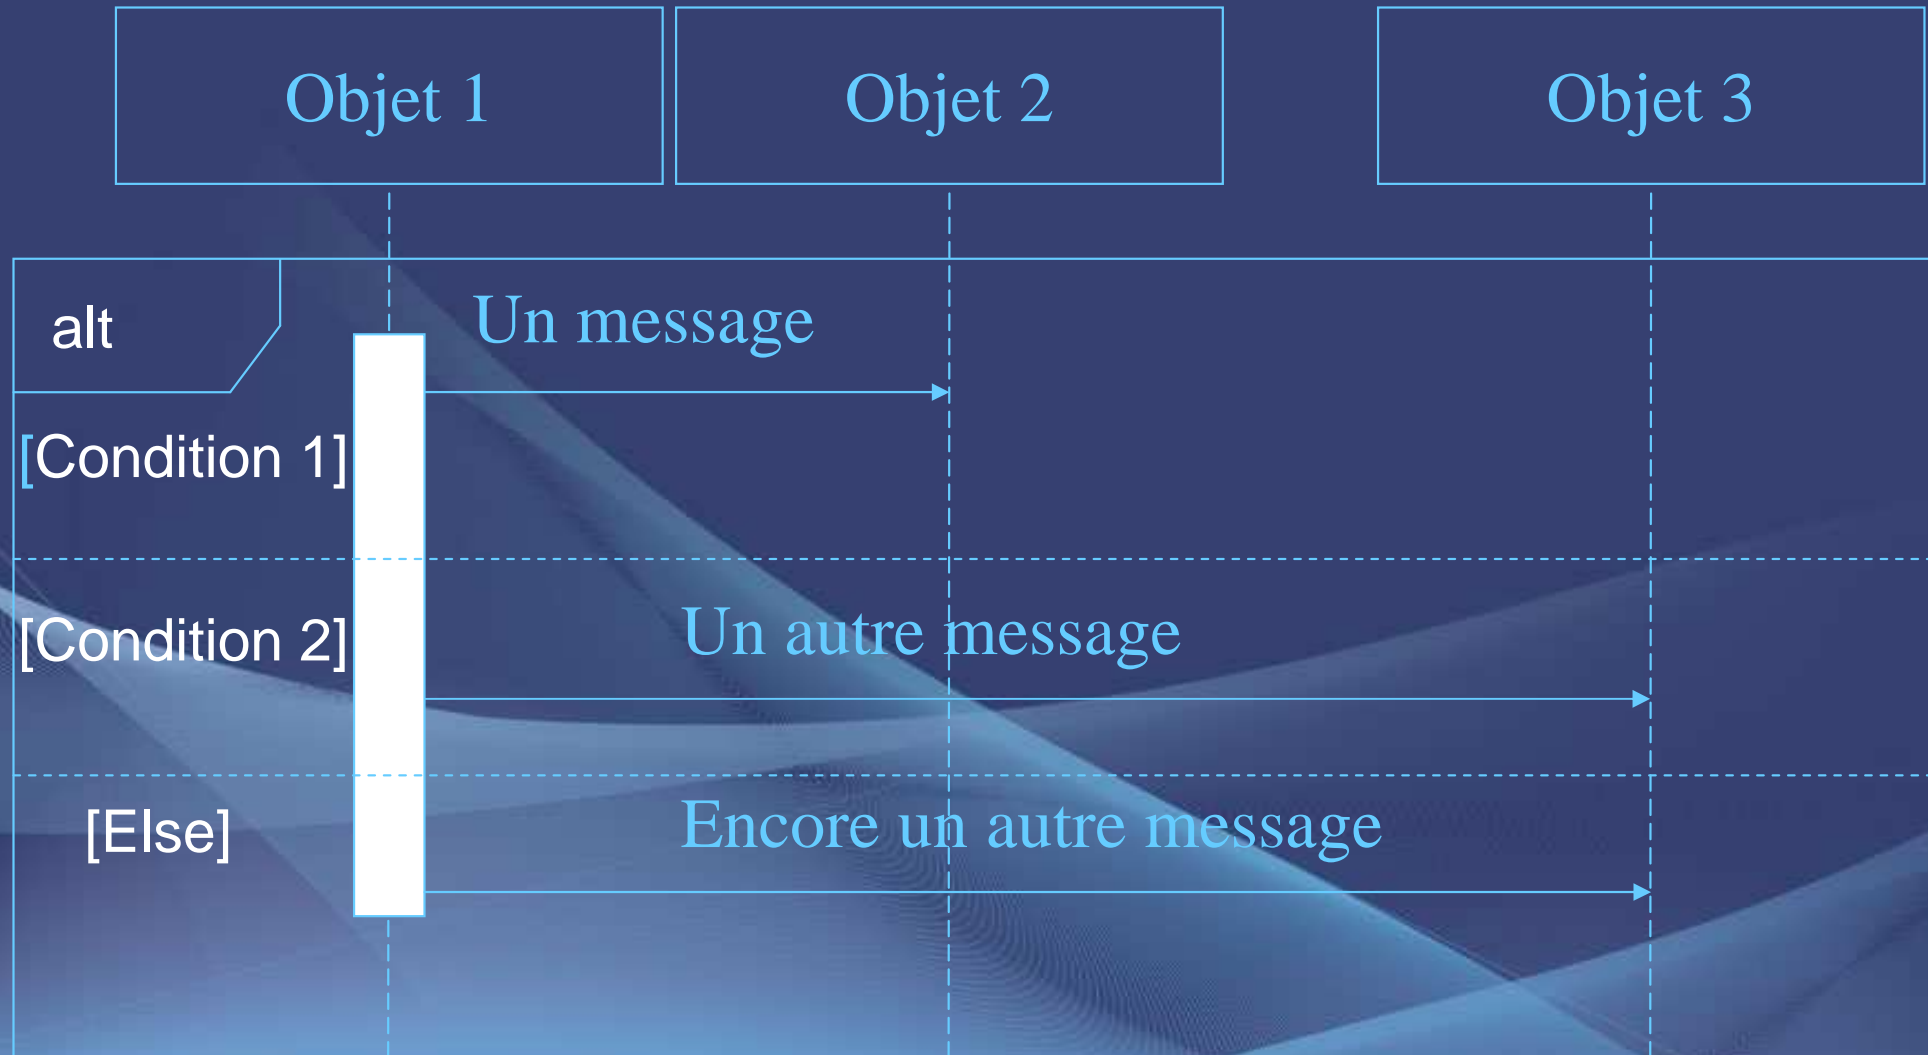 Objet 1
Objet 2
Objet 3
alt
Un message
[Condition 1]
[Condition 2]
Un autre message
[Else]
Encore un autre message